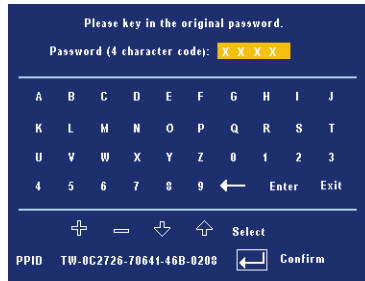 Please key in the original password.
Password (4 character code): X X X X
A B C D E F G H I J
K L M N O P Q R S T
U V W X Y Z 0 1 2 3
4 5 6 7 8 9 ← Enter Exit
Select
PPID TW-0C2726-70641-46B-0208 Confirm